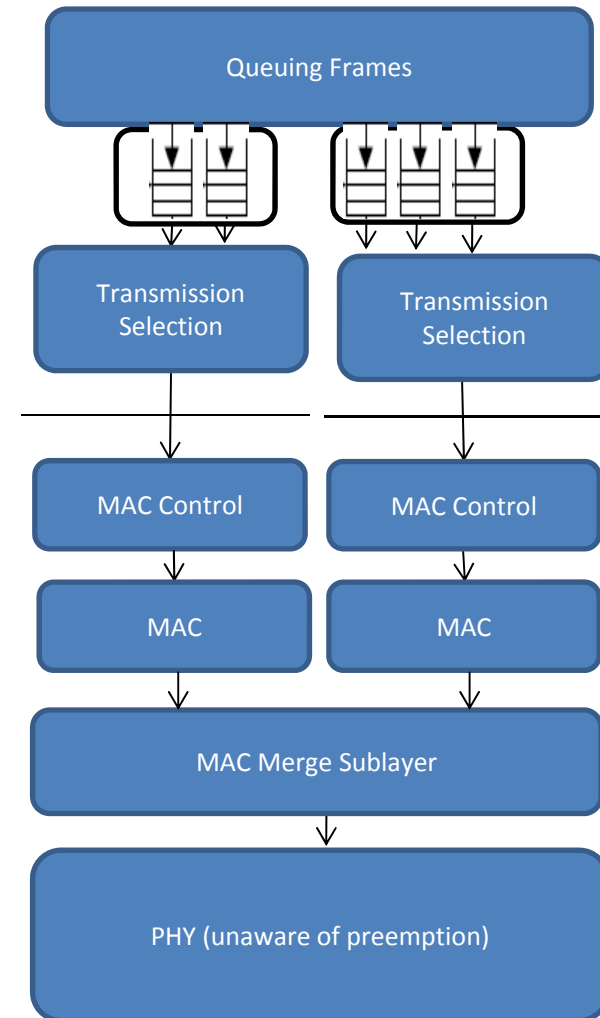 Queuing Frames
Transmission
Selection
Transmission
Selection
MAC Control
MAC Control
MAC
MAC
MAC Merge Sublayer
PHY (unaware of preemption)